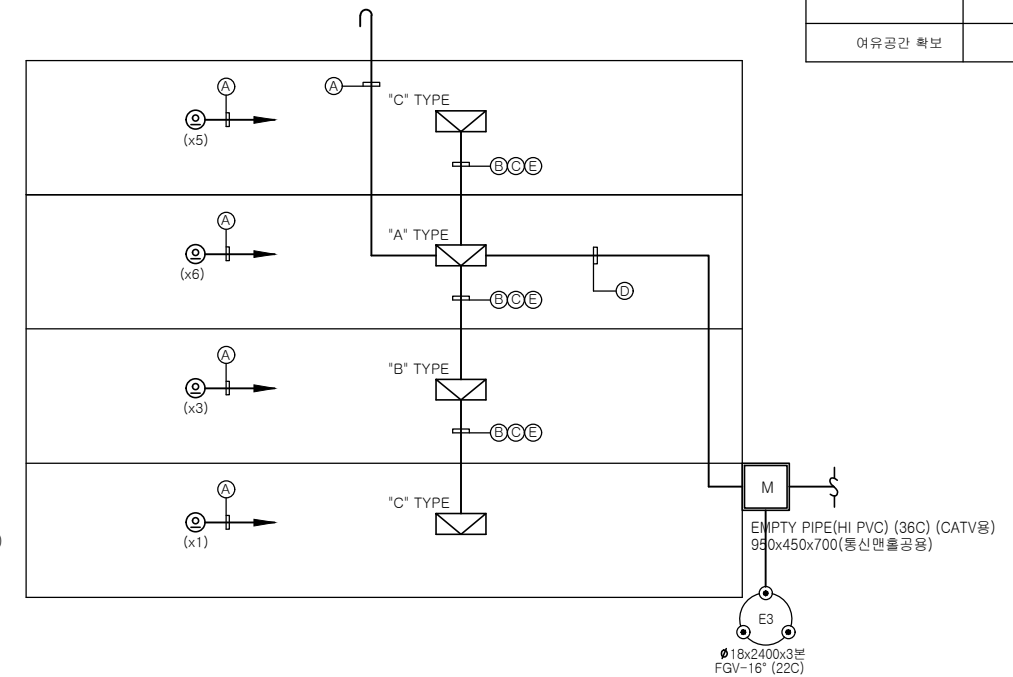 여유공간 확보
A
A
"C" TYPE
(x5)
BCE
A
"A" TYPE
(x6)
BCE
D
A
"B" TYPE
(x3)
BCE
A
"C" TYPE
(x1)
M
)
EMPTY PIPE(HI PVC) (36C) (CATV용)
950x450x700(통신맨홀공용)
E3
ø18x2400x3본
FGV-16° (22C)